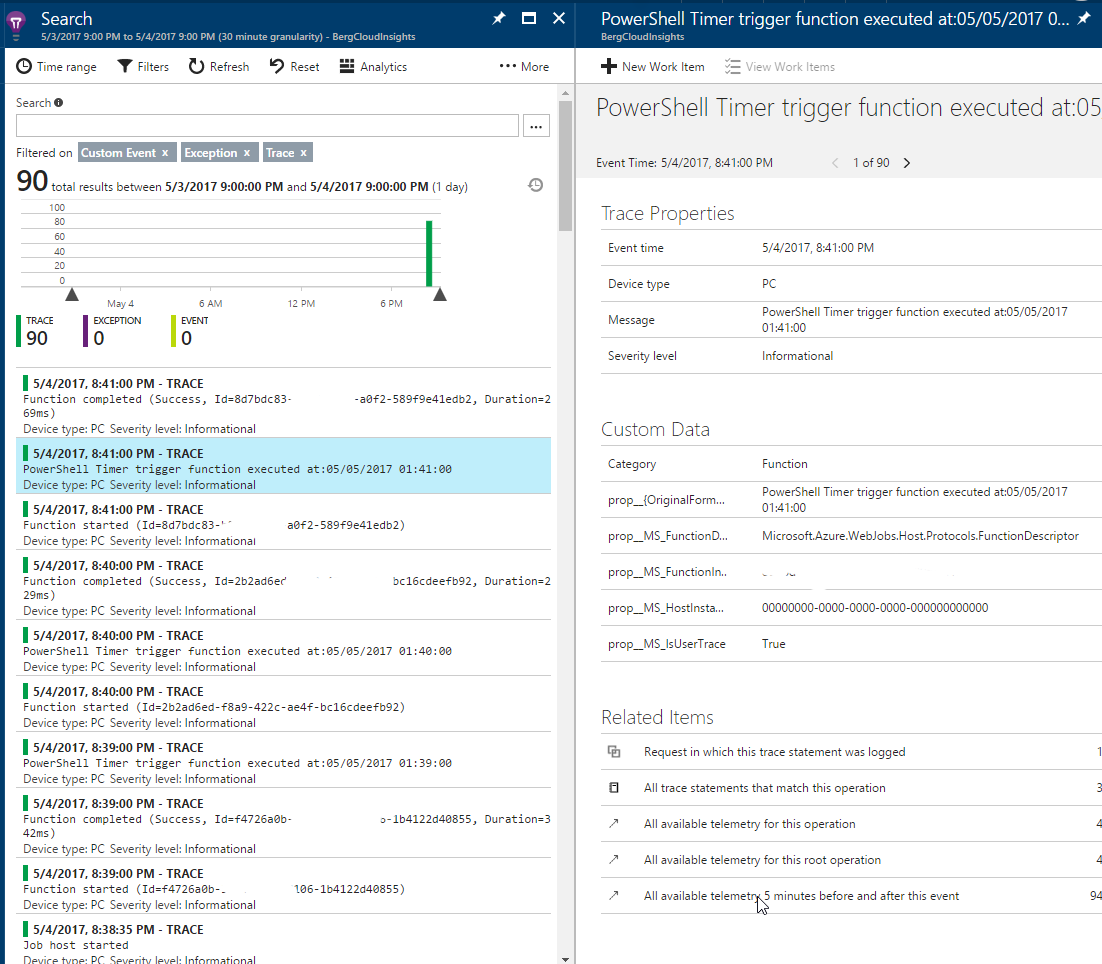 Search
5/3/2017 9:00 PM to 5/4/2017 9:00 PM (30 minute granularity) - BergCloudInsights
Time range
Filters
Refresh
Reset
Analytics
••• More
Search
...
Filtered on Custom Event x Exception x Trace x
90 total results between 5/3/2017 9:00:00 PM and 5/4/2017 9:00:00 PM (1 day)
100
80
60
40
20
0
May 4
6 AM
12 PM
6 PM
TRACE
90
EXCEPTION
0
EVENT
0
5/4/2017, 8:41:00 PM - TRACE
Function completed (Success, Id=8d7bdc83- -a0f2-589f9e41edb2, Duration=2
69ms)
Device type: PC Severity level: Informational
5/4/2017, 8:41:00 PM - TRACE
PowerShell Timer trigger function executed at:05/05/2017 01:41:00
Device type: PC Severity level: Informational
5/4/2017, 8:41:00 PM - TRACE
Function started (Id=8d7bdc83- a0f2-589f9e41edb2)
Device type: PC Severity level: Informational
5/4/2017, 8:40:00 PM - TRACE
Function completed (Success, Id=2b2ad6ed bc16cdeefb92, Duration=2
29ms)
Device type: PC Severity level: Informational
5/4/2017, 8:40:00 PM - TRACE
PowerShell Timer trigger function executed at:05/05/2017 01:40:00
Device type: PC Severity level: Informational
5/4/2017, 8:40:00 PM - TRACE
Function started (Id=2b2ad6ed-f8a9-422c-ae4f-bc16cdeefb92)
Device type: PC Severity level: Informational
5/4/2017, 8:39:00 PM - TRACE
PowerShell Timer trigger function executed at:05/05/2017 01:39:00
Device type: PC Severity level: Informational
5/4/2017, 8:39:00 PM - TRACE
Function completed (Success, Id=f4726a0b- -1b4122d40855, Duration=3
42ms)
Device type: PC Severity level: Informational
5/4/2017, 8:39:00 PM - TRACE
Function started (Id=f4726a0b- 06-1b4122d40855)
Device type: PC Severity level: Informational
5/4/2017, 8:38:35 PM - TRACE
Job host started
Device type: PC Severity level: Informational
PowerShell Timer trigger function executed at:05/05/2017 0...
BergCloudInsights
New Work Item
View Work Items
PowerShell Timer trigger function executed at:05
Event Time: 5/4/2017, 8:41:00 PM
< 1 of 90 >
Trace Properties
Event time 5/4/2017, 8:41:00 PM
Device type PC
Message PowerShell Timer trigger function executed at:05/05/2017
01:41:00
Severity level Informational
Custom Data
Category Function
prop__{OriginalForm... PowerShell Timer trigger function executed at:05/05/2017
01:41:00
prop__MS_FunctionD... Microsoft.Azure.WebJobs.Host.Protocols.FunctionDescriptor
prop__MS_FunctionIn..
prop__MS_HostInsta... 00000000-0000-0000-0000-000000000000
prop__MS_IsUserTrace True
Related Items
Request in which this trace statement was logged 1
All trace statements that match this operation 3
All available telemetry for this operation 4
All available telemetry for this root operation 4
All available telemetry 5 minutes before and after this event 94